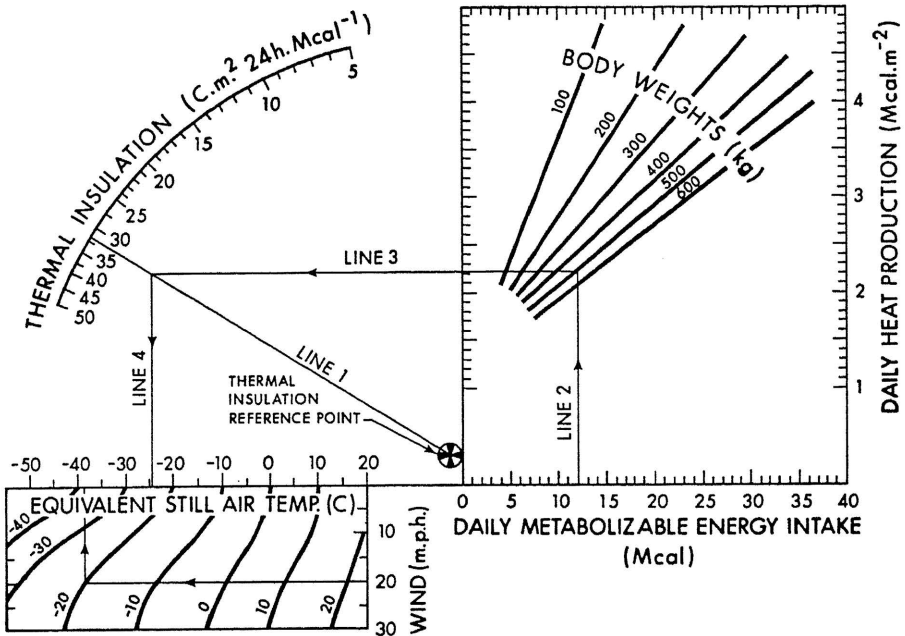 THERMAL INSULATION (C.m.² 24h.Mcal⁻¹)
5
10
15
20
25
30
35
40
45
50
BODY WEIGHTS (kg)
100
200
300
400
500
600
4
3
2
1
DAILY HEAT PRODUCTION (Mcal.m⁻²)
LINE 3
LINE 4
LINE 1
LINE 2
THERMAL
INSULATION
REFERENCE POINT
-50 -40 -30 -20 -10 0 10 20
EQUIVALENT STILL AIR TEMP. (C)
-40
-30
-20
-10
0
10
20
10
20
30
WIND (m.p.h.)
0 5 10 15 20 25 30 35 40
DAILY METABOLIZABLE ENERGY INTAKE
(Mcal)